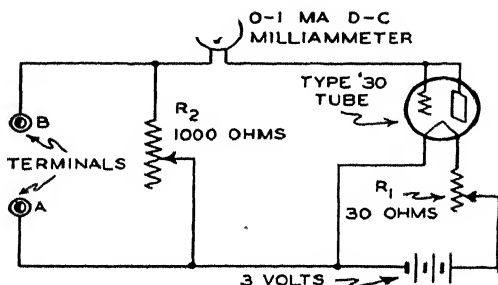 0-1 MA D-C
MILLIAMMETER
TYPE '30
TUBE
B
R2
1000 OHMS
TERMINALS
A
R1
30 OHMS
3 VOLTS